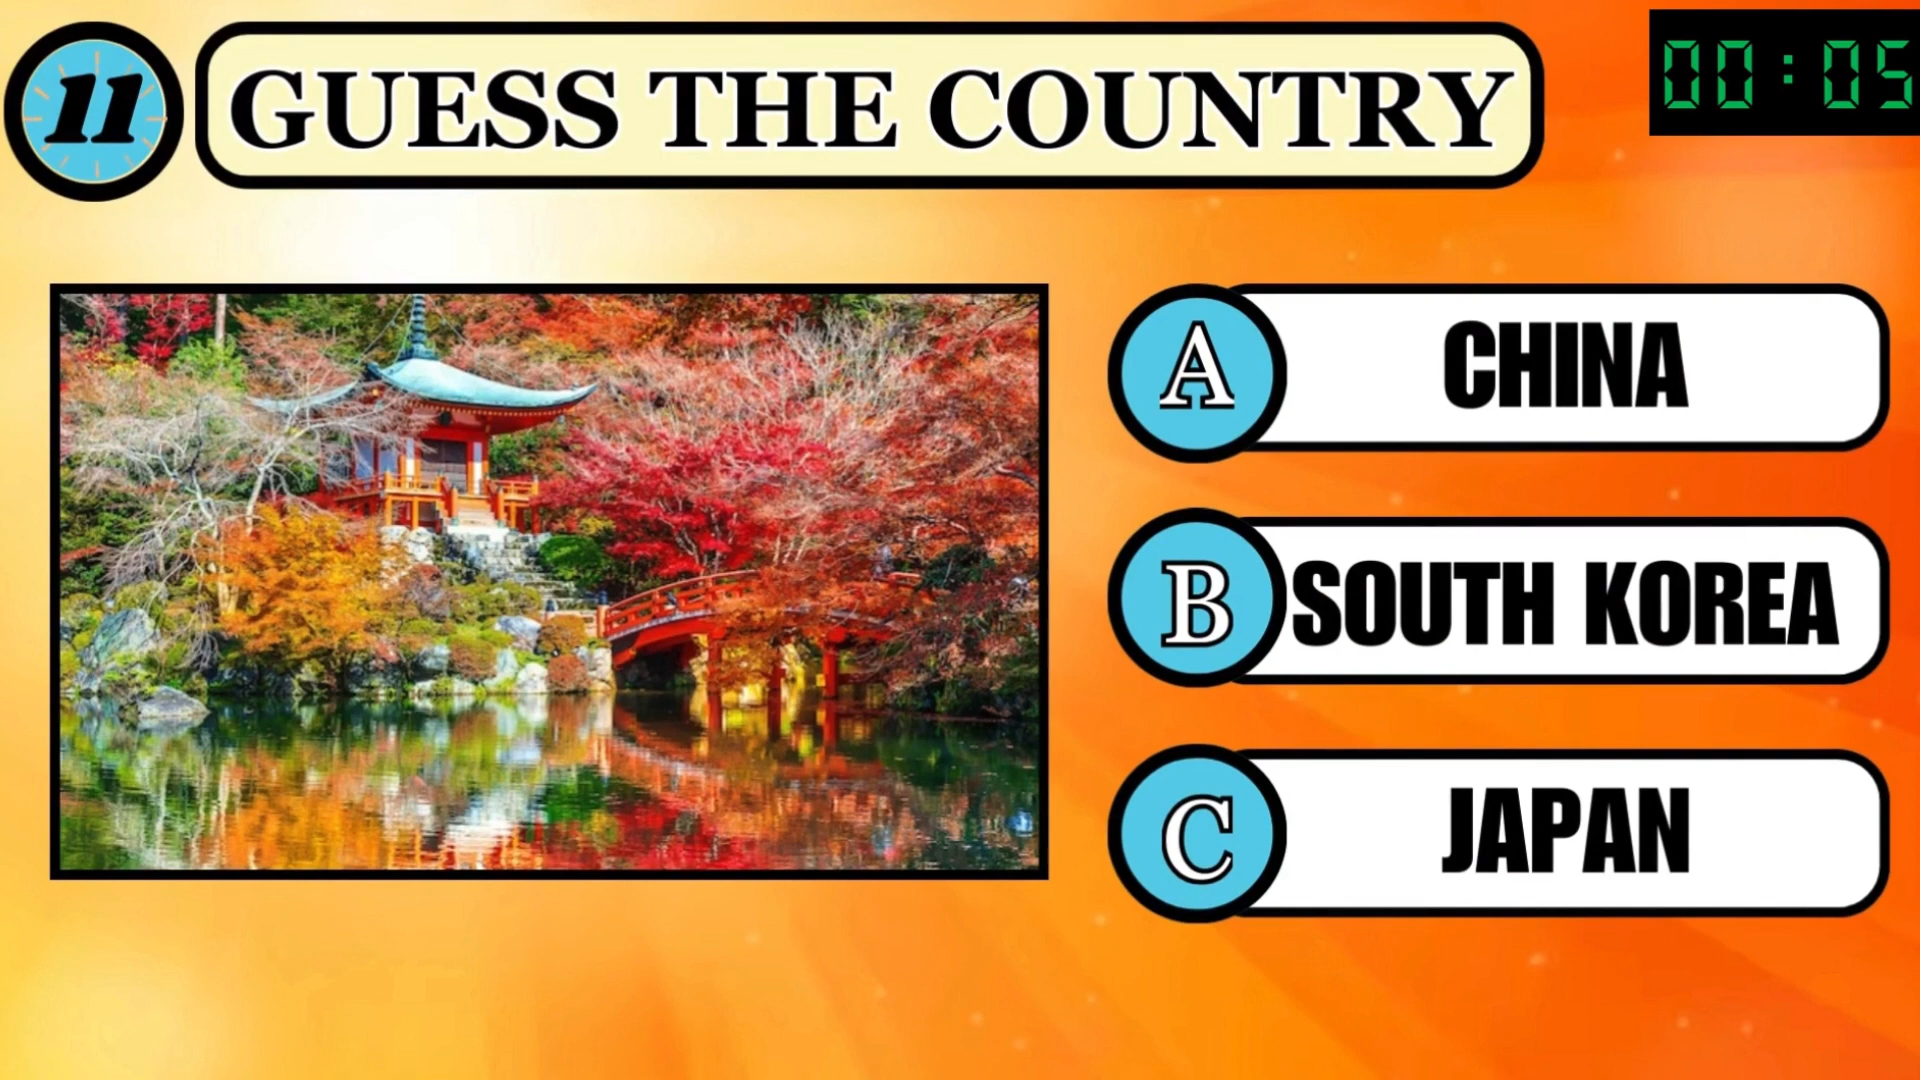 11
GUESS THE COUNTRY
00:05
A
CHINA
B
SOUTH KOREA
C
JAPAN